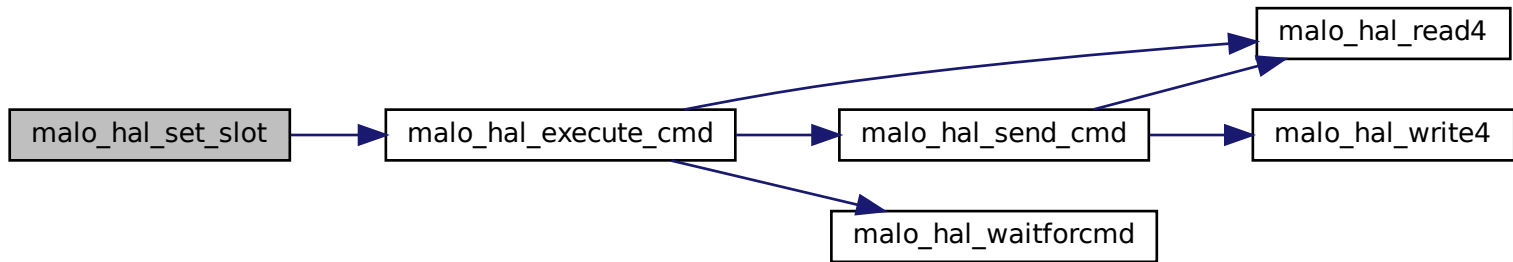 malo_hal_set_slot
malo_hal_execute_cmd
malo_hal_read4
malo_hal_send_cmd
malo_hal_write4
malo_hal_waitforcmd